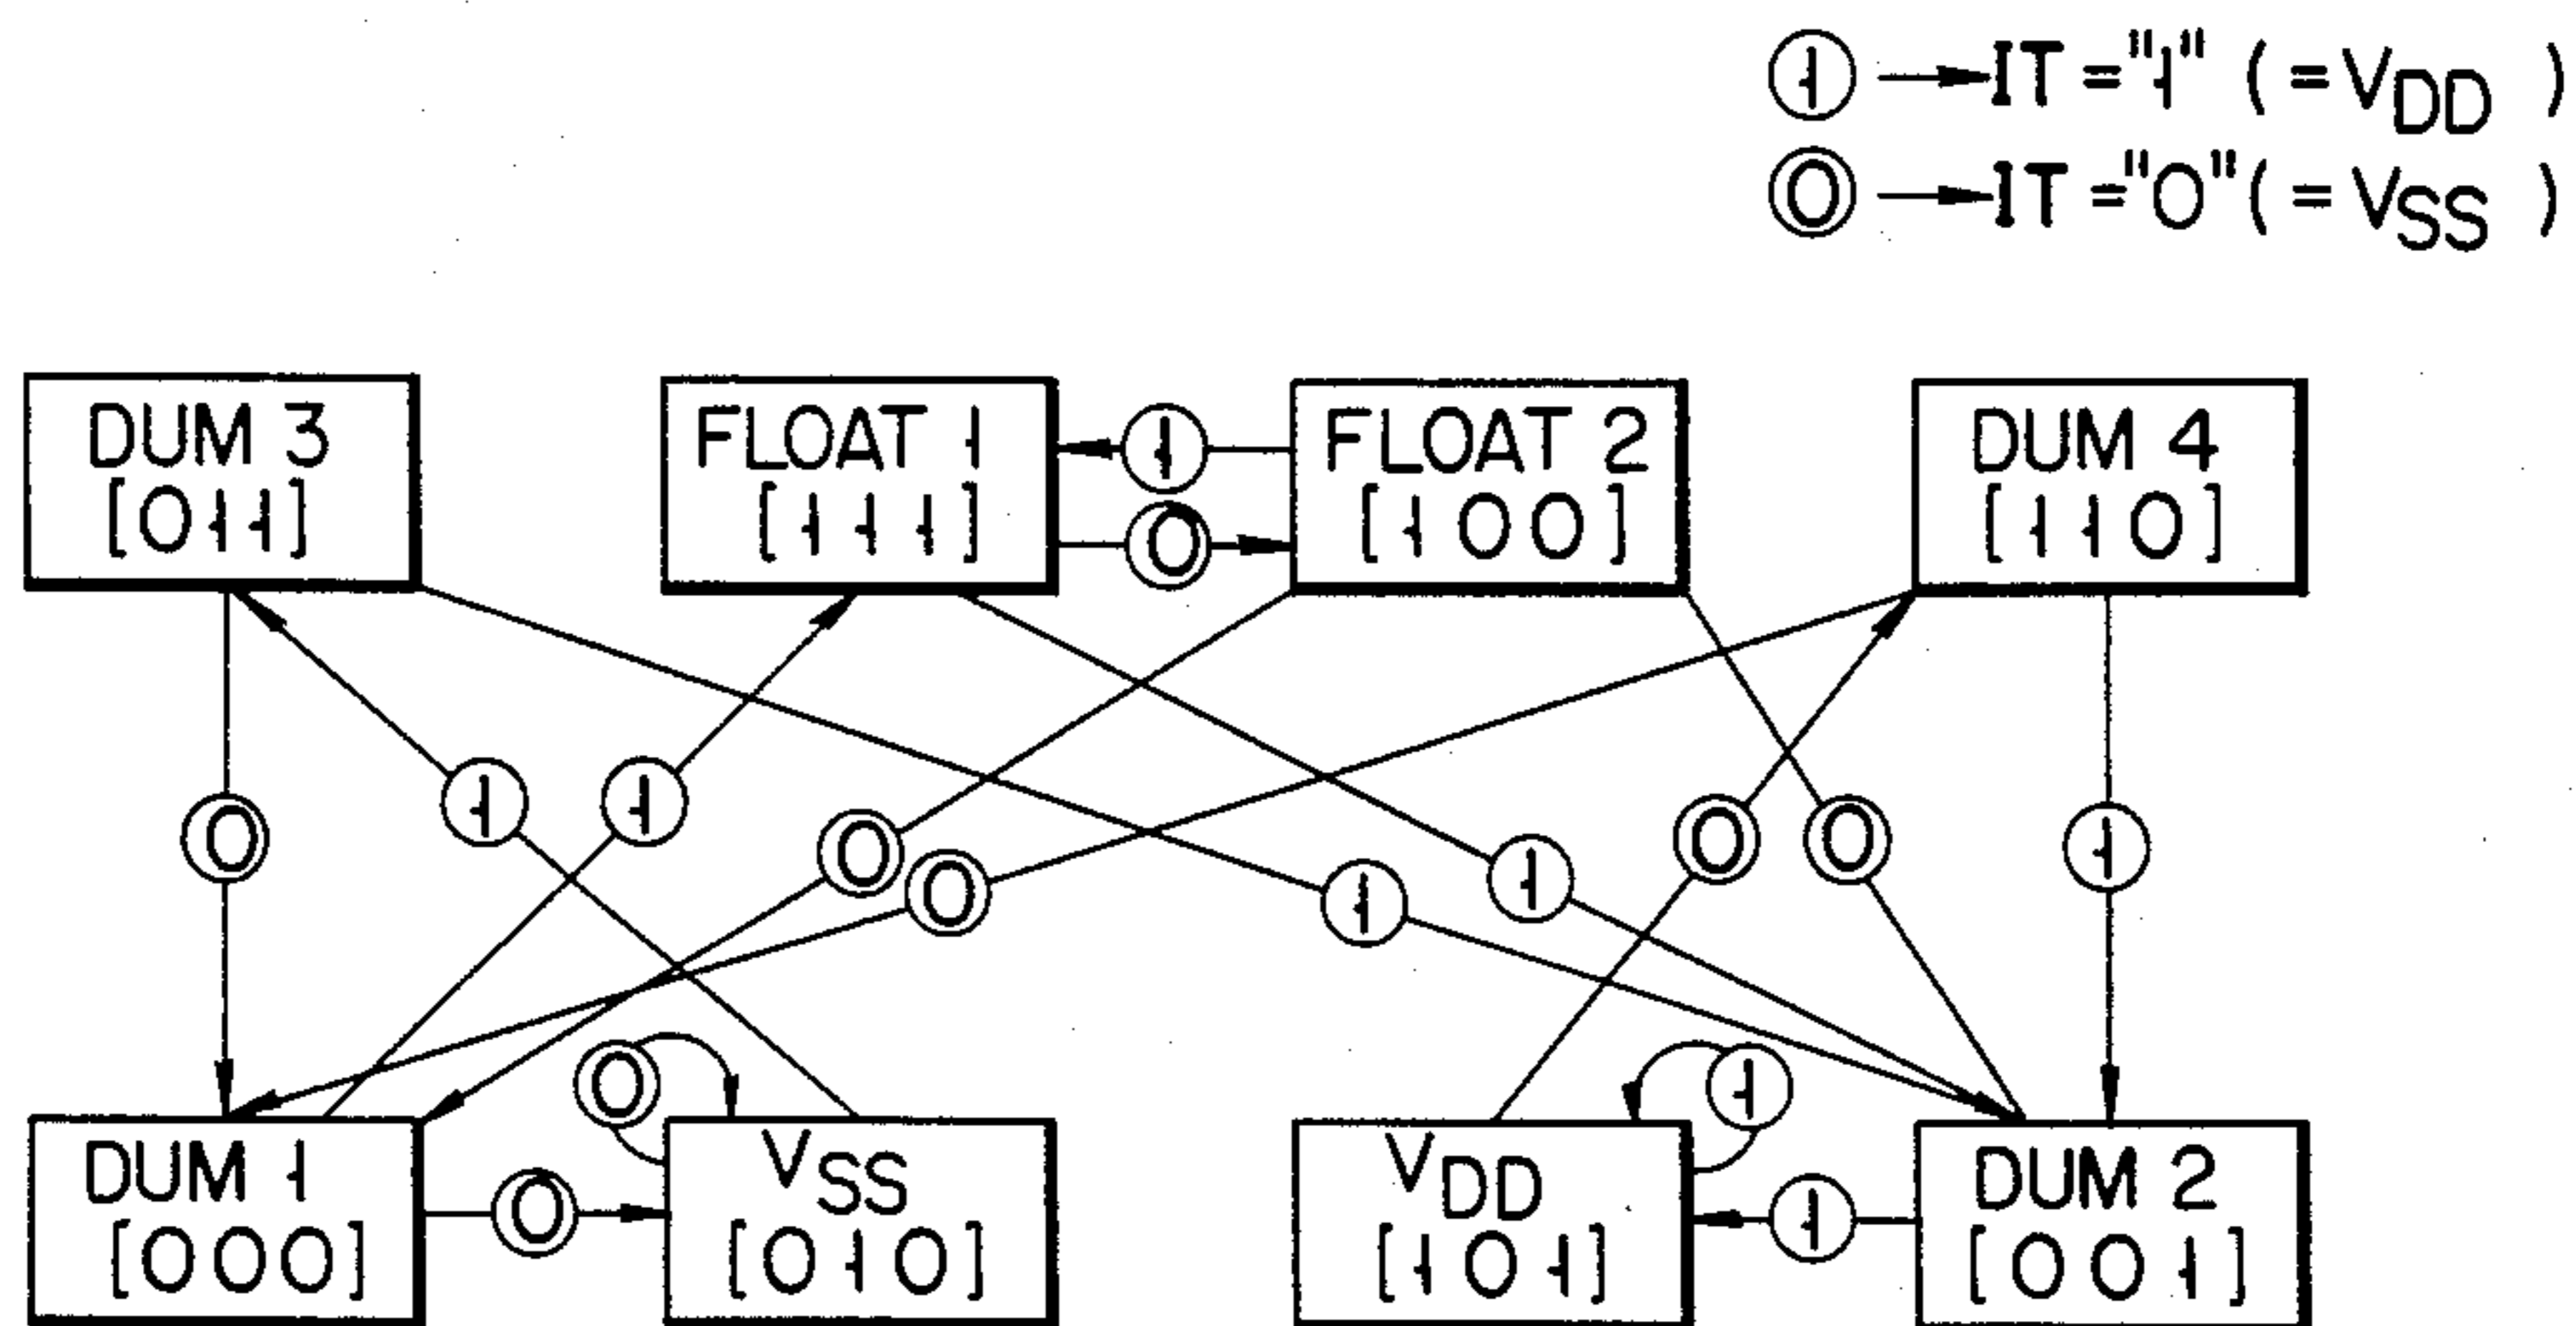 1 → IT = "1" ( = VDD )
0 → IT = "0" ( = VSS )
DUM 3
[011]
FLOAT 1
[111]
1
0
FLOAT 2
[100]
DUM 4
[110]
0
1
1
0
0
1
1
0
0
1
0
1
DUM 1
[000]
0
VSS
[010]
VDD
[101]
1
DUM 2
[001]